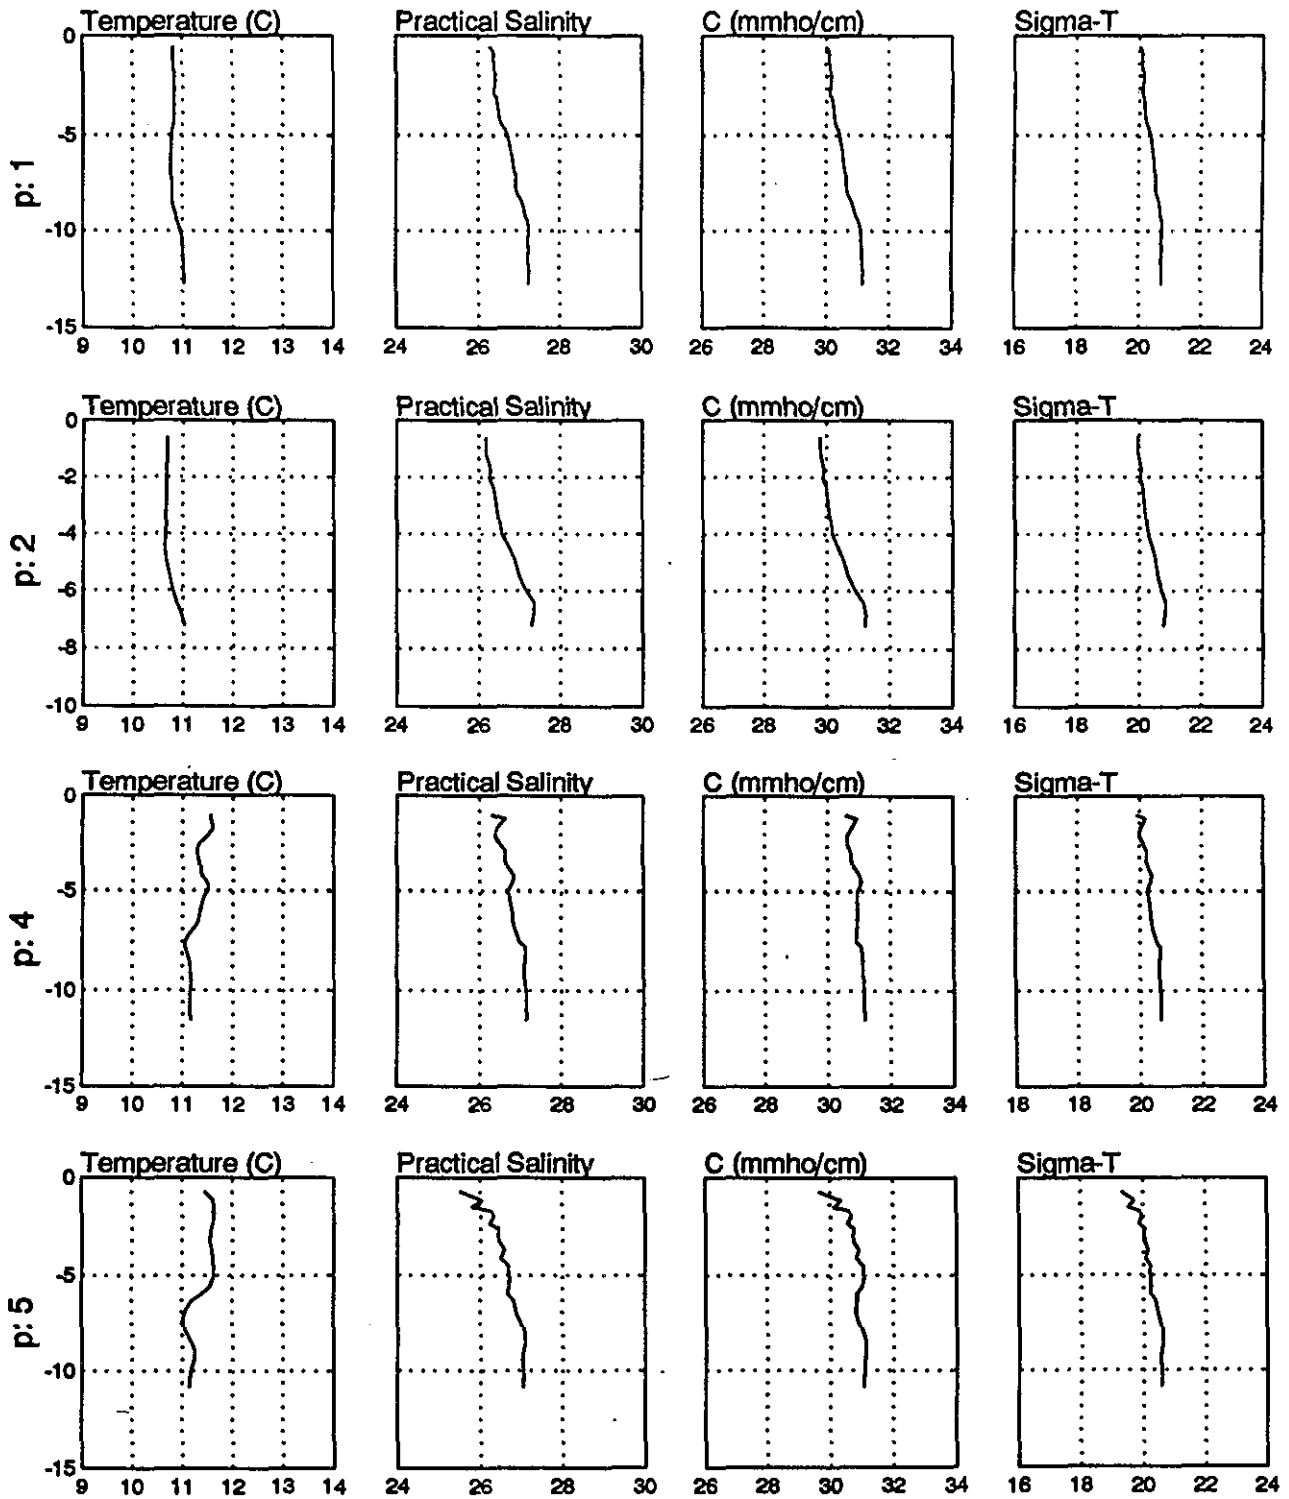 Temperature (C) Practical Salinity C (mmho/cm) Sigma-T
0
-5
p: 1
-10
-15
9 10 11 12 13 14 24 26 28 30 26 28 30 32 34 16 18 20 22 24
Temperature (C) Practical Salinity C (mmho/cm) Sigma-T
0
-2
-4
p: 2
-6
-8
-10
9 10 11 12 13 14 24 26 28 30 26 28 30 32 34 16 18 20 22 24
Temperature (C) Practical Salinity C (mmho/cm) Sigma-T
0
-5
p: 4
-10
-15
9 10 11 12 13 14 24 26 28 30 26 28 30 32 34 18 18 20 22 24
Temperature (C) Practical Salinity C (mmho/cm) Sigma-T
0
-5
p: 5
-10
-15
9 10 11 12 13 14 24 26 28 30 26 28 30 32 34 16 18 20 22 24